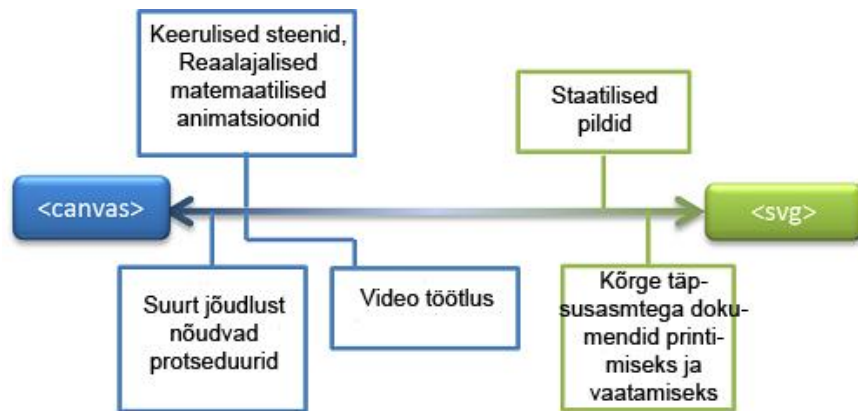 Keerulised steenid,
Reaalajalised
matemaatilised
animatsioonid
Staatilised
pildid
<canvas>
<svg>
Suurt jõudlust
nõudvad
protseduurid
Video töötlus
Kõrge täp-
susasmtega doku-
mendid printi-
miseks ja
vaatamiseks